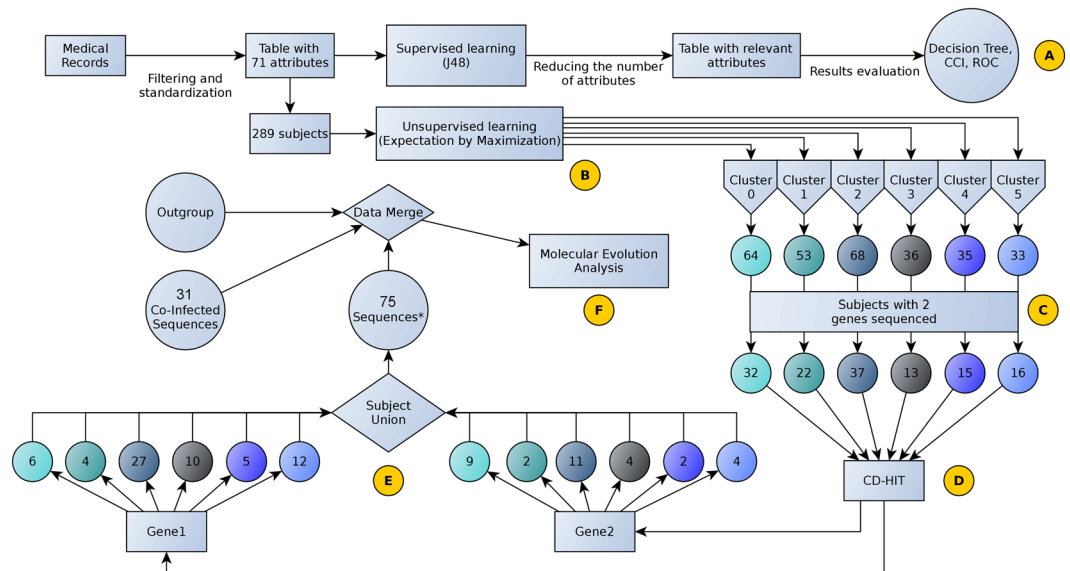 Medical
Records
Filtering and
standardization
Table with
71 attributes
Supervised learning
(J48)
Reducing the number
of attributes
Table with relevant
attributes
Results evaluation
Decision Tree,
CCI, ROC
A
289 subjects
Unsupervised learning
(Expectation by Maximization)
B
Cluster
0
Cluster
1
Cluster
2
Cluster
3
Cluster
4
Cluster
5
64
53
68
36
35
33
Subjects with 2
genes sequenced
C
32
22
37
13
15
16
CD-HIT
D
Outgroup
Data Merge
Molecular Evolution
Analysis
F
31
Co-Infected
Sequences
75
Sequences*
Subject
Union
E
6
4
27
10
5
12
Gene1
9
2
11
4
2
4
Gene2